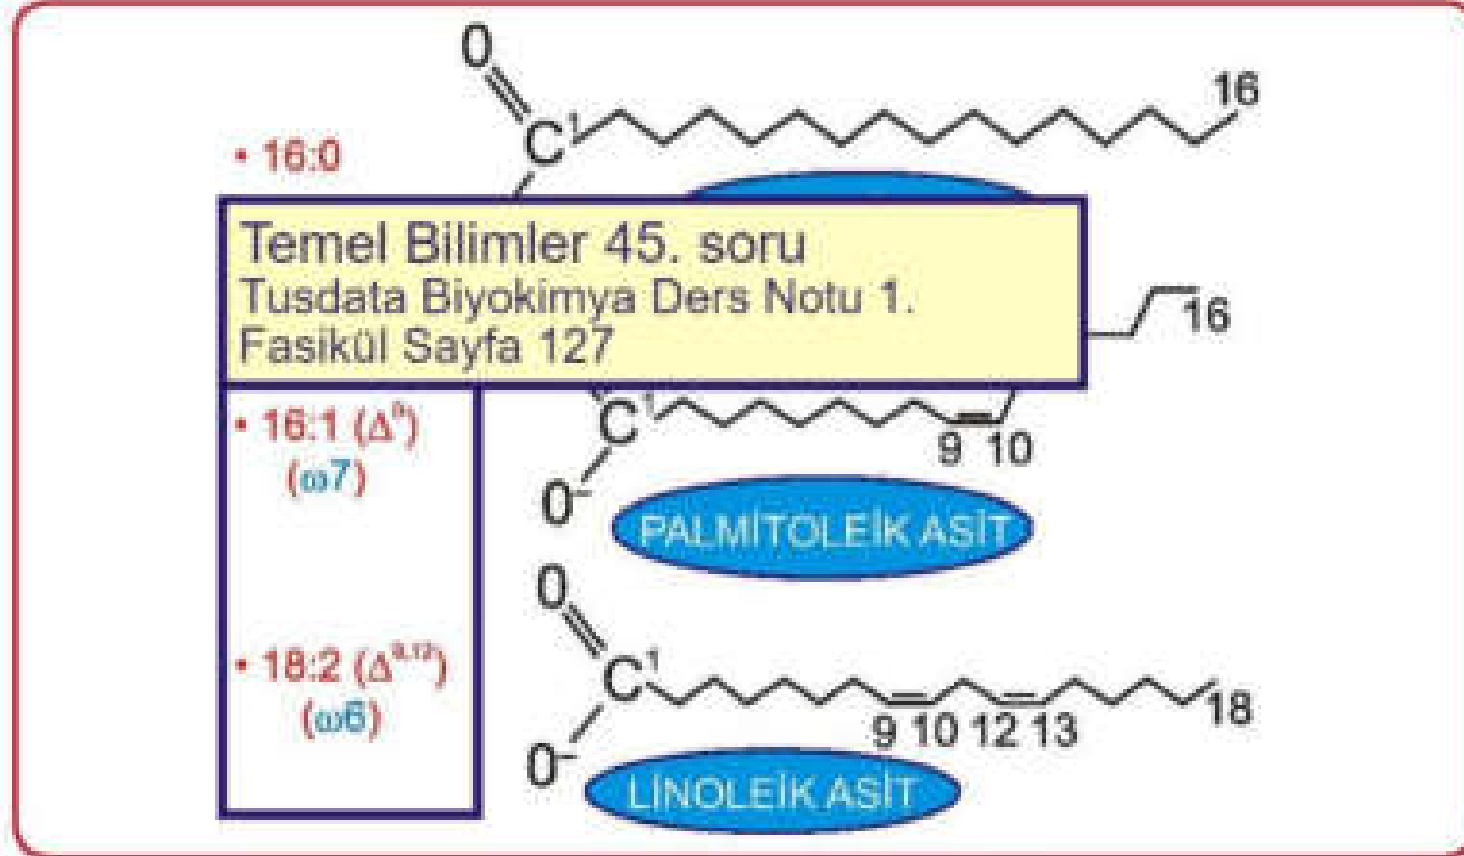 O
16
C1
• 16:0
Temel Bilimler 45. soru
Tusdata Biyokimya Ders Notu 1.
Fasikül Sayfa 127
16
• 16:1 (Δ9)
(ω7)
C1
9 10
O-
PALMİTOLEİK ASİT
O
• 18:2 (Δ9,12)
(ω6)
C1
9 10 12 13
18
O-
LİNOLEİK ASİT